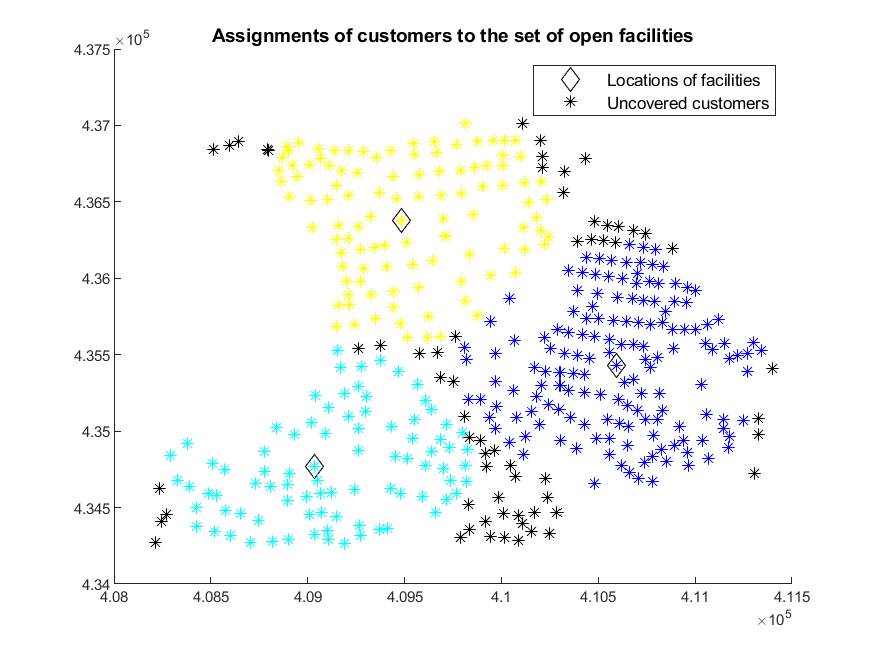 Assignments of customers to the set of open facilities
×10^5
4.375
4.37
4.365
4.36
4.355
4.35
4.345
4.34
Locations of facilities
Uncovered customers
4.08 4.085 4.09 4.095 4.1 4.105 4.11 4.115
×10^5